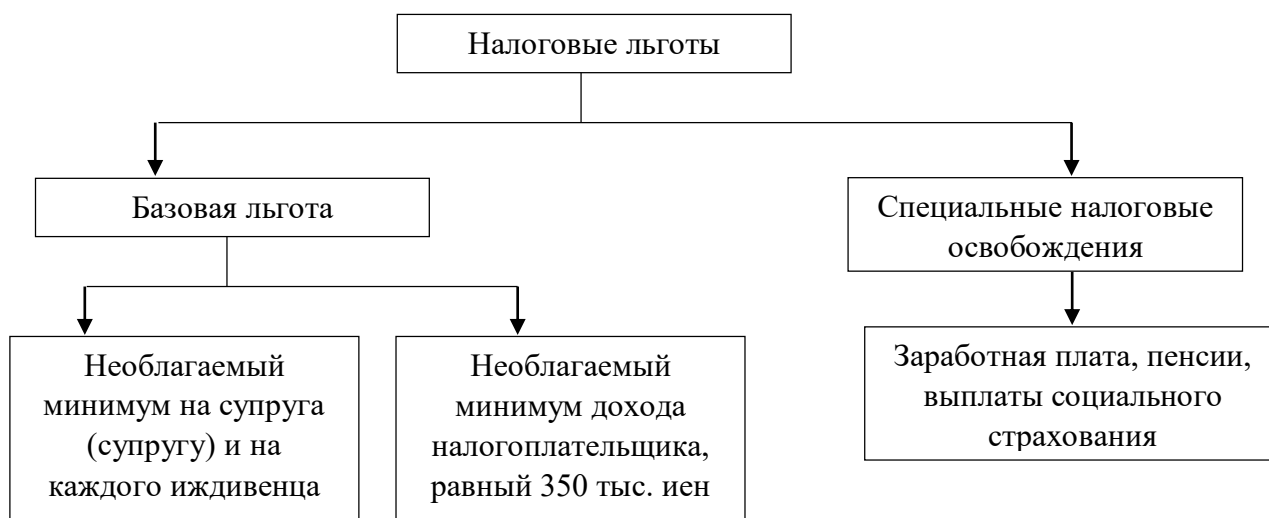 Налоговые льготы
Базовая льгота
Специальные налоговые
освобождения
Необлагаемый
минимум на супруга
(супругу) и на
каждого иждивенца
Необлагаемый
минимум дохода
налогоплательщика,
равный 350 тыс. иен
Заработная плата, пенсии,
выплаты социального
страхования